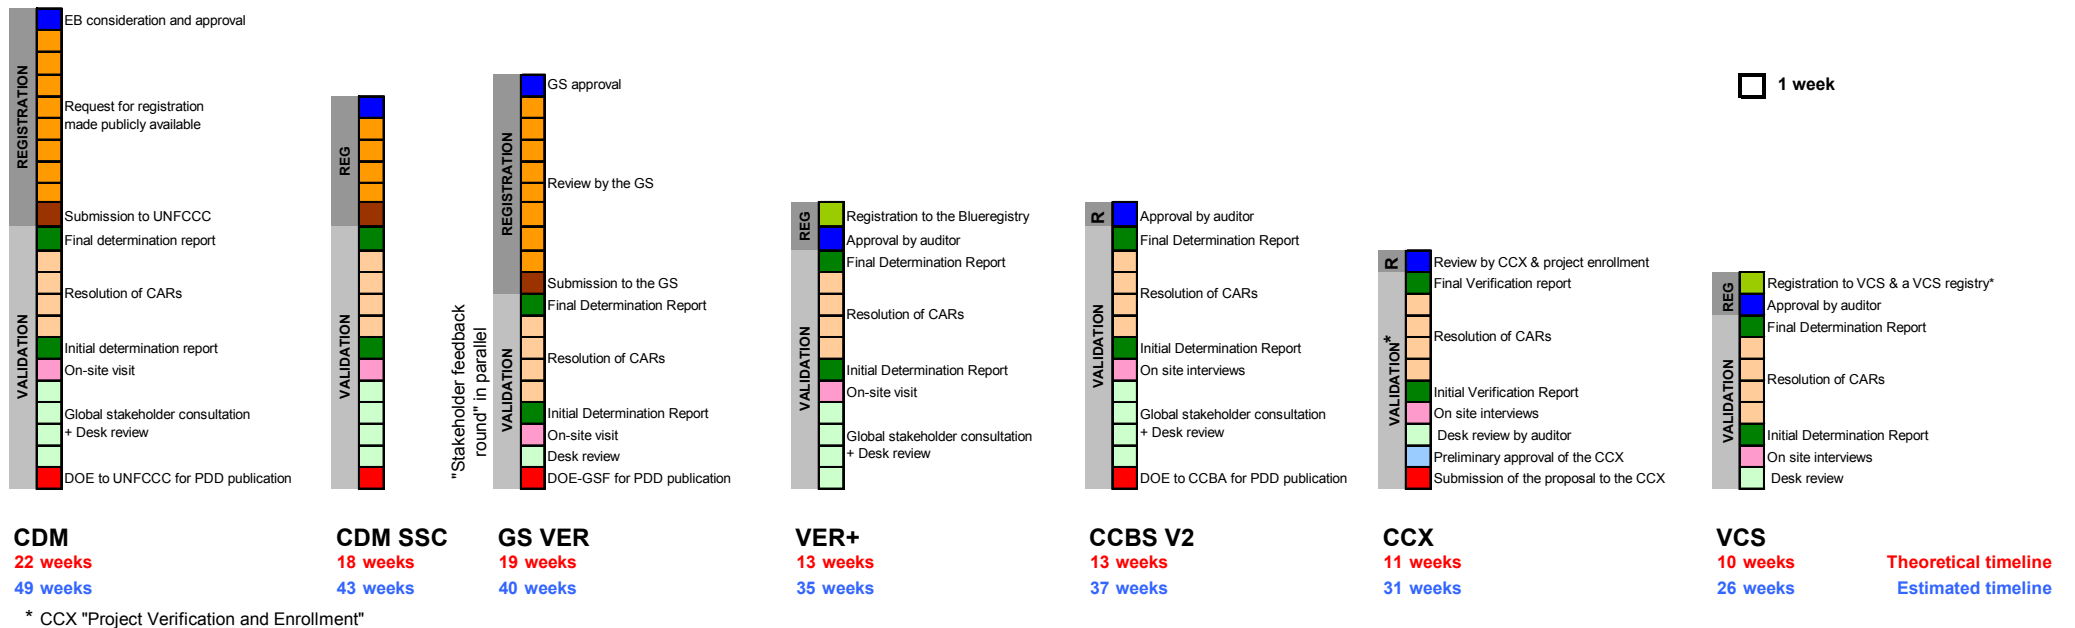 EB consideration and approval
Request for registration
made publicly available
Submission to UNFCCC
Final determination report
Resolution of CARs
Initial determination report
On-site visit
Global stakeholder consultation
+ Desk review
DOE to UNFCCC for PDD publication
REGISTRATION
VALIDATION
CDM
22 weeks
49 weeks
REG
VALIDATION
CDM SSC
18 weeks
43 weeks
"Stakeholder feedback
round" in parallel
REGISTRATION
VALIDATION
GS approval
Review by the GS
Submission to the GS
Final Determination Report
Resolution of CARs
Initial Determination Report
On-site visit
Desk review
DOE-GSF for PDD publication
GS VER
19 weeks
40 weeks
REG
VALIDATION
Registration to the Blueregistry
Approval by auditor
Final Determination Report
Resolution of CARs
Initial Determination Report
On-site visit
Global stakeholder consultation
+ Desk review
VER+
13 weeks
35 weeks
R
VALIDATION
Approval by auditor
Final Determination Report
Resolution of CARs
Initial Determination Report
On site interviews
Global stakeholder consultation
+ Desk review
DOE to CCBA for PDD publication
CCBS V2
13 weeks
37 weeks
R
VALIDATION*
Review by CCX & project enrollment
Final Verification report
Resolution of CARs
Initial Verification Report
On site interviews
Desk review by auditor
Preliminary approval of the CCX
Submission of the proposal to the CCX
CCX
11 weeks
31 weeks
1 week
REG
VALIDATION
Registration to VCS & a VCS registry*
Approval by auditor
Final Determination Report
Resolution of CARs
Initial Determination Report
On site interviews
Desk review
VCS
10 weeks
26 weeks
Theoretical timeline
Estimated timeline
* CCX "Project Verification and Enrollment"